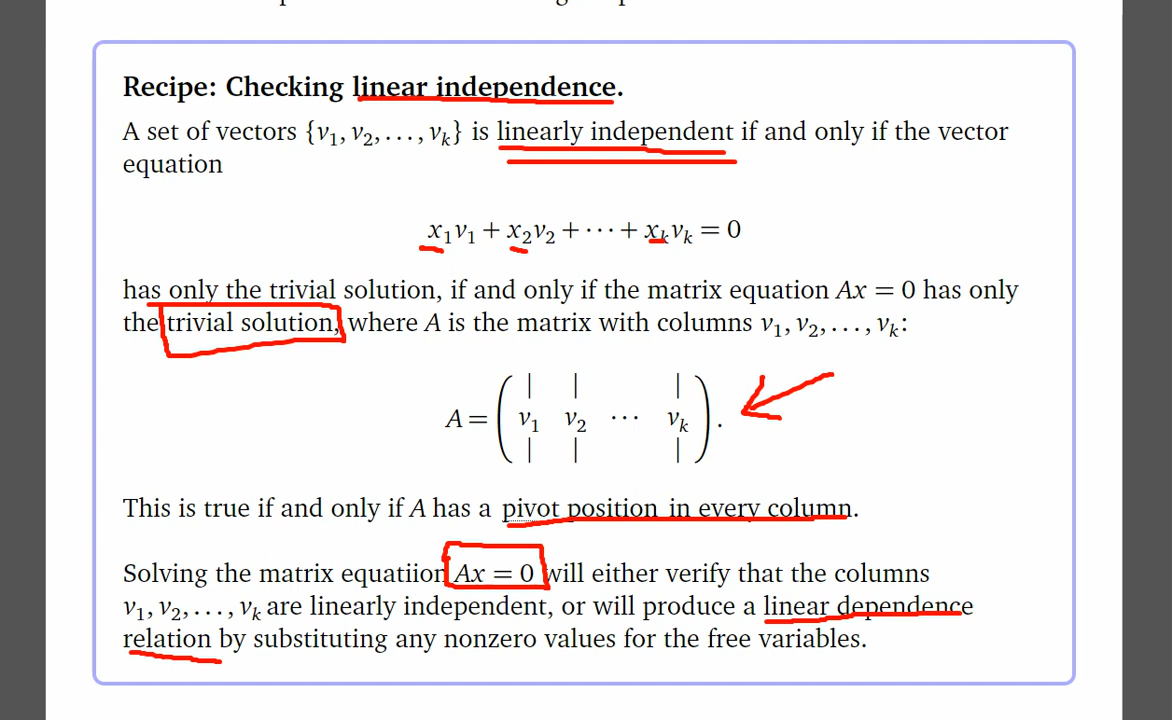 Recipe: Checking linear independence.
A set of vectors {v₁, v₂, ..., vₖ} is linearly independent if and only if the vector
equation
x₁v₁ + x₂v₂ + ··· + xₖvₖ = 0
has only the trivial solution, if and only if the matrix equation Ax = 0 has only
the trivial solution, where A is the matrix with columns v₁, v₂, ..., vₖ:
| | |
A = ( v₁ v₂ ··· vₖ ).
| | |
This is true if and only if A has a pivot position in every column.
Solving the matrix equatiion Ax = 0 will either verify that the columns
v₁, v₂, ..., vₖ are linearly independent, or will produce a linear dependence
relation by substituting any nonzero values for the free variables.